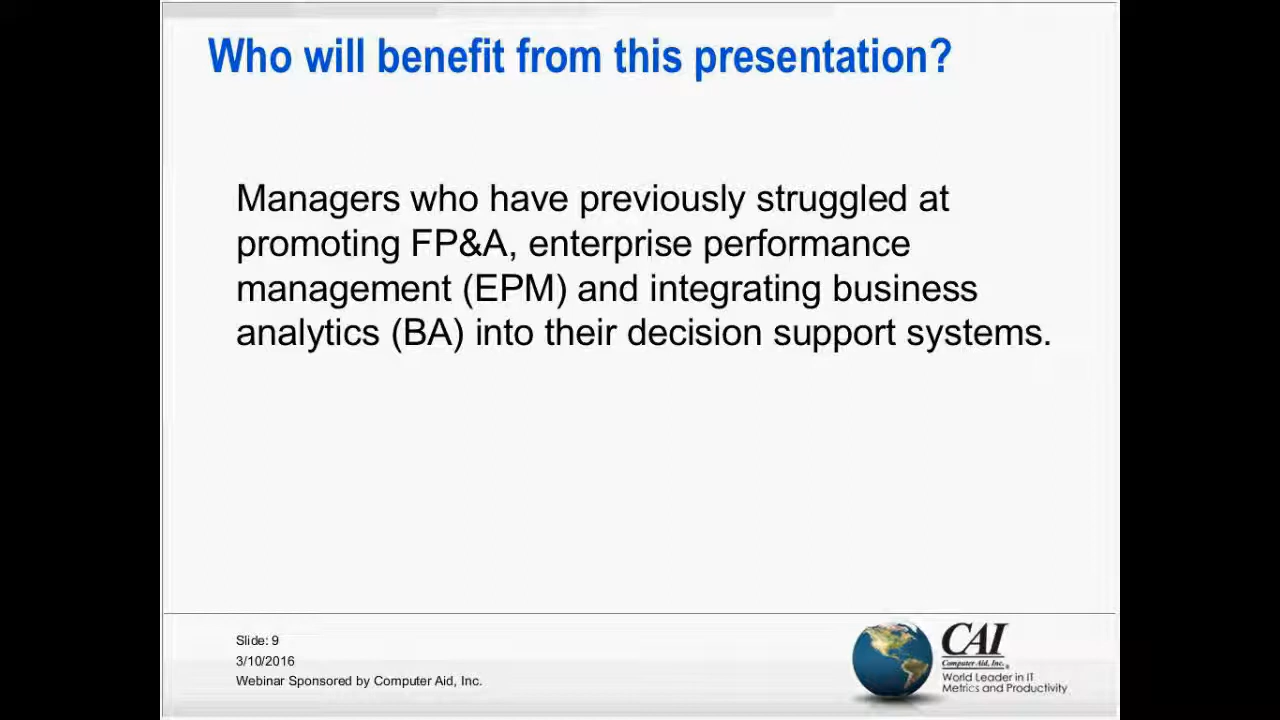 Who will benefit from this presentation?
Managers who have previously struggled at
promoting FP&A, enterprise performance
management (EPM) and integrating business
analytics (BA) into their decision support systems.
Slide: 9
3/10/2016
Webinar Sponsored by Computer Aid, Inc.
CAI
Computer Aid, Inc.®
World Leader in IT
Metrics and Productivity